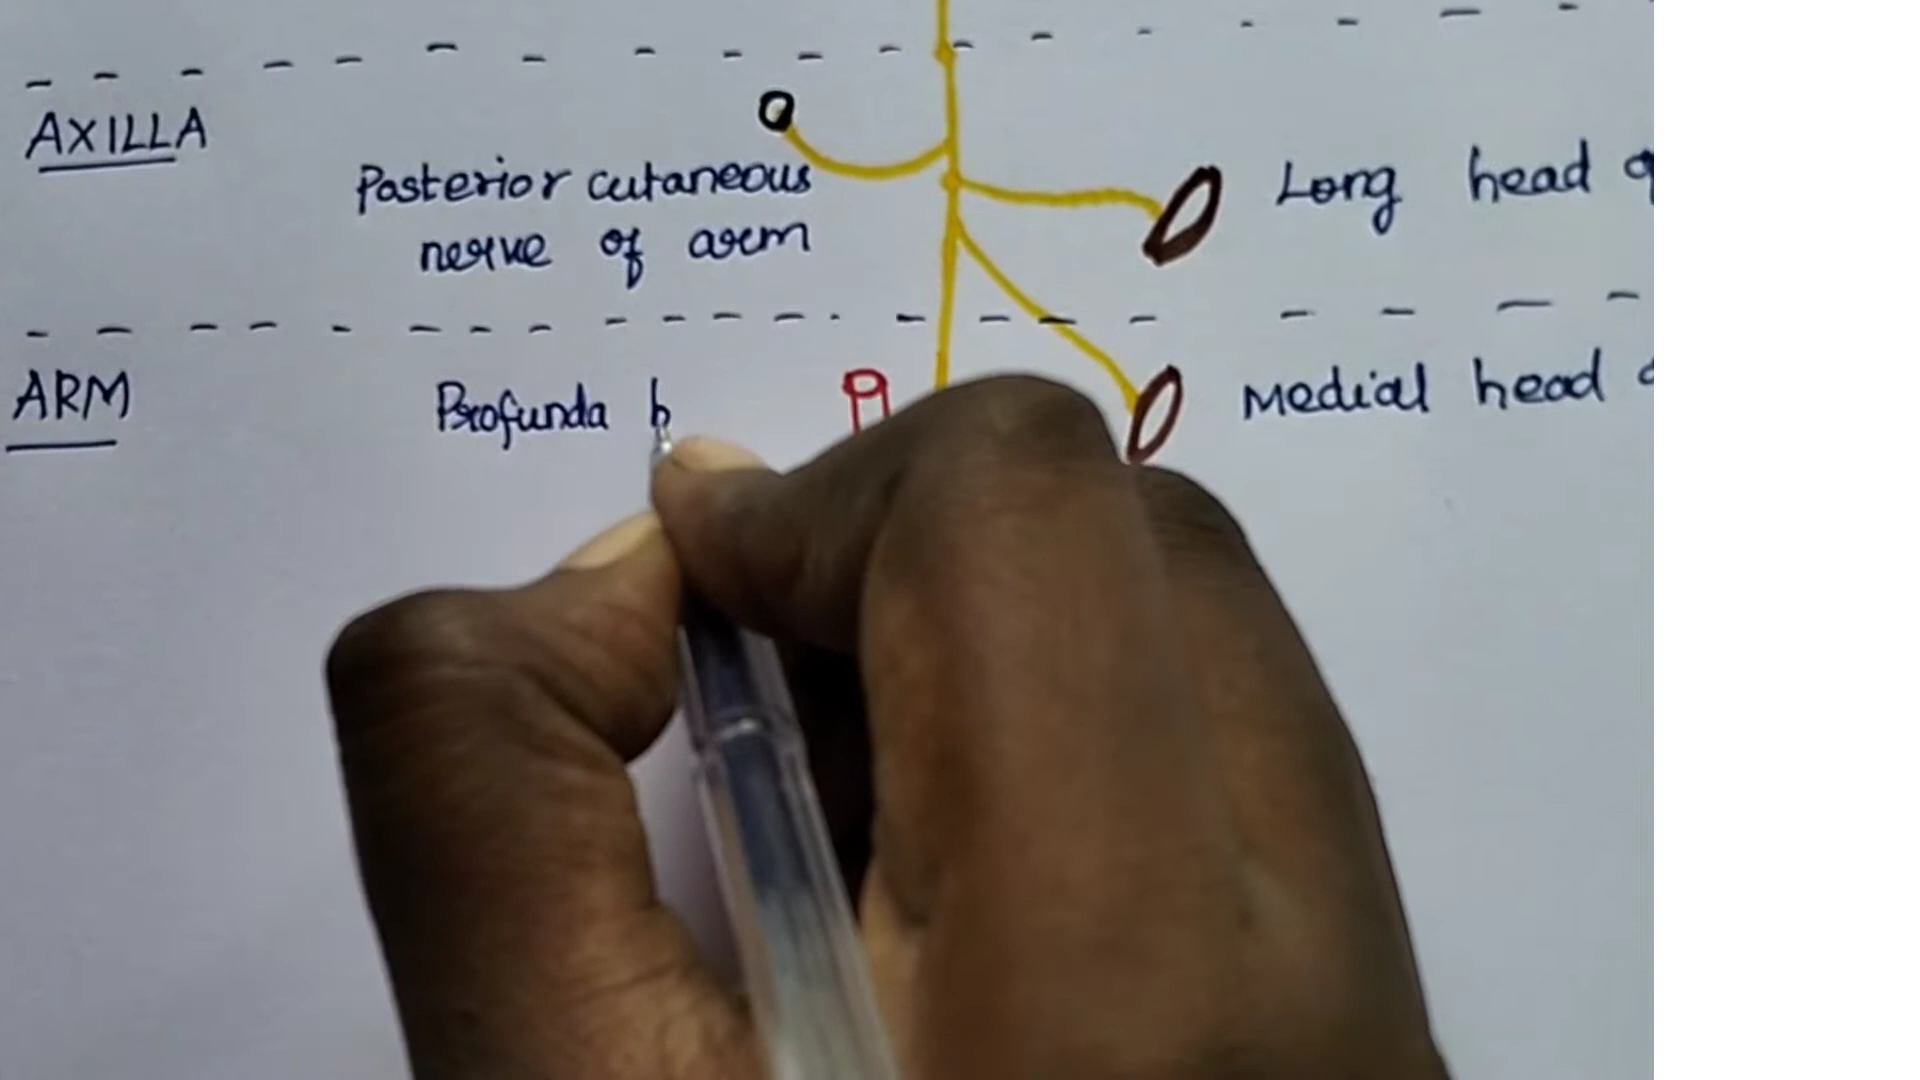 AXILLA
Posterior cutaneous
nerve of arm
Long head
ARM
Profunda b
Medial head